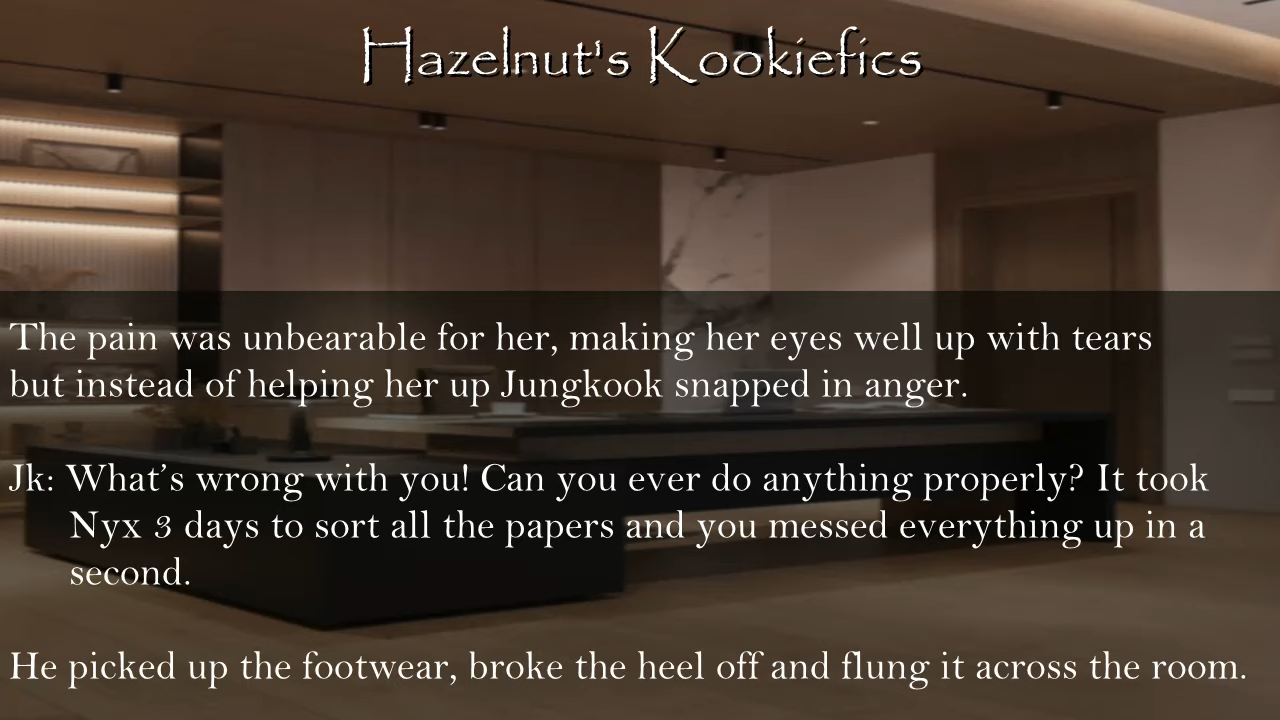 Hazelnut's Kookiefics
The pain was unbearable for her, making her eyes well up with tears
but instead of helping her up Jungkook snapped in anger.
Jk: What's wrong with you! Can you ever do anything properly? It took
Nyx 3 days to sort all the papers and you messed everything up in a
second.
He picked up the footwear, broke the heel off and flung it across the room.